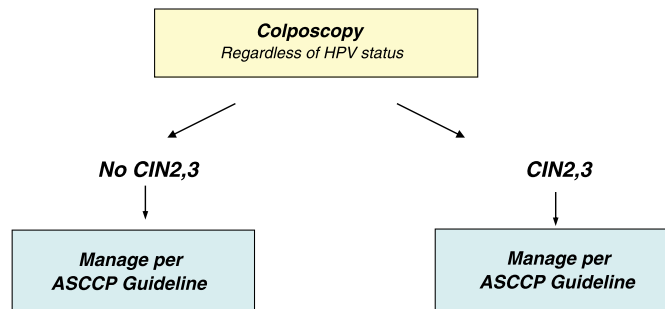 Colposcopy
Regardless of HPV status
No CIN2,3
CIN2,3
Manage per
ASCCP Guideline
Manage per
ASCCP Guideline